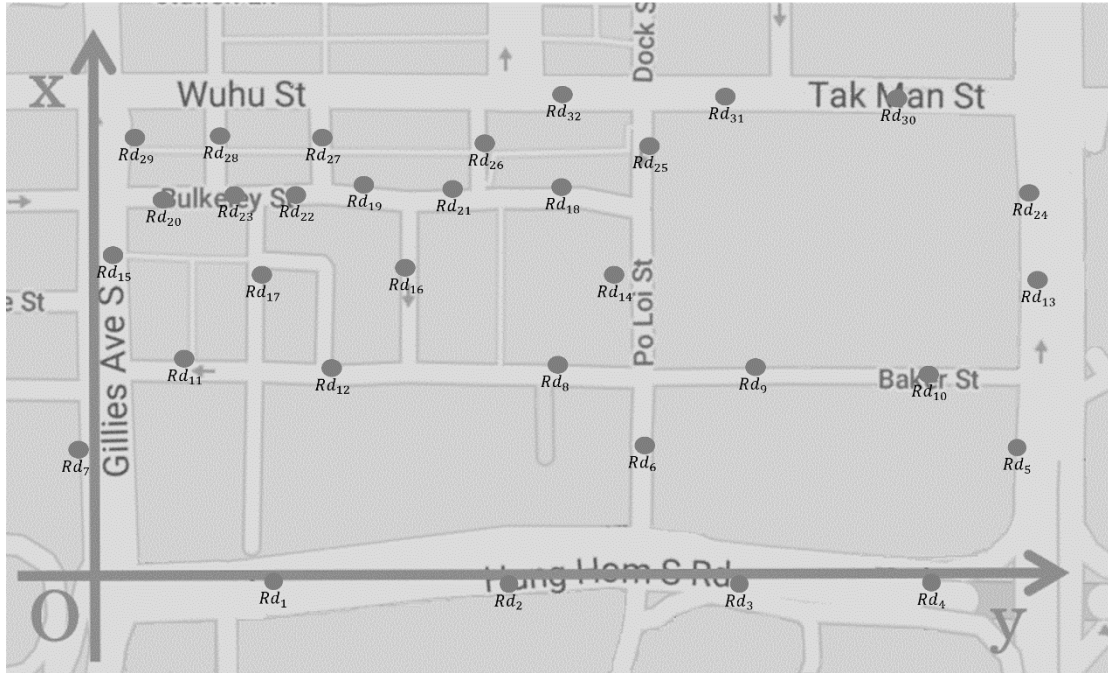 Dock S
X
Wuhu St
Tak Man St
Rd32
Rd31
Rd30
Rd29
Rd28
Rd27
Rd26
Rd25
Bulkeley S
Rd20
Rd23
Rd22
Rd19
Rd21
Rd18
Rd24
Rd15
Rd17
Rd16
Rd14
Rd13
e St
Gillies Ave S
Po Loi St
Rd11
Rd12
Rd8
Rd9
Baker St
Rd10
Rd7
Rd6
Rd5
Hung Hom S Rd
Rd1
Rd2
Rd3
Rd4
O
y